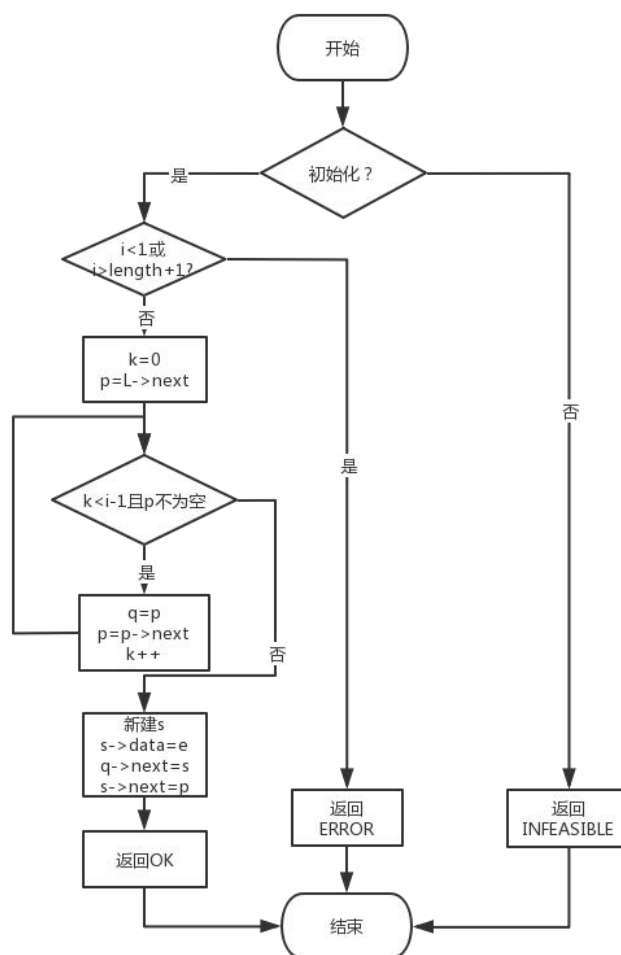 开始
初始化？
是
i<1或
i>length+1?
否
k=0
p=L->next
否
是
k<i-1且p不为空
是
q=p
p=p->next
k++
否
新建s
s->data=e
q->next=s
s->next=p
返回
ERROR
返回
INFEASIBLE
返回OK
结束